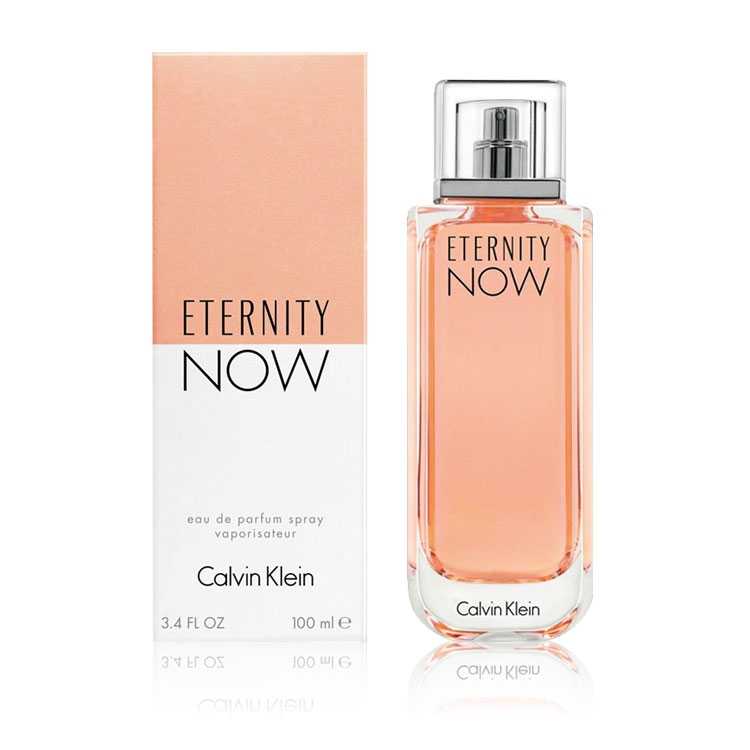 ETERNITY
NOW
eau de parfum spray
vaporisateur
Calvin Klein
3.4 FL OZ 100 ml ℮
ETERNITY
NOW
Calvin Klein